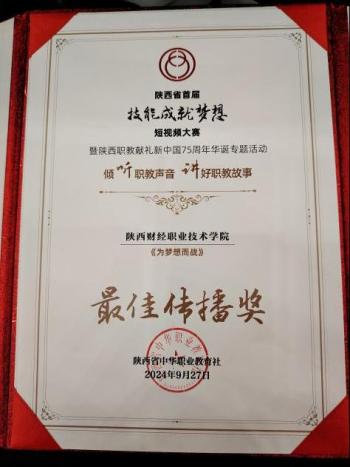 陕西省首届
技能成就梦想
短视频大赛
暨陕西职教献礼新中国75周年华诞专题活动
倾听职教声音 讲好职教故事
陕西财经职业技术学院
《为梦想而战》
最佳传播奖
陕西省中华职业教育社
2024年9月27日